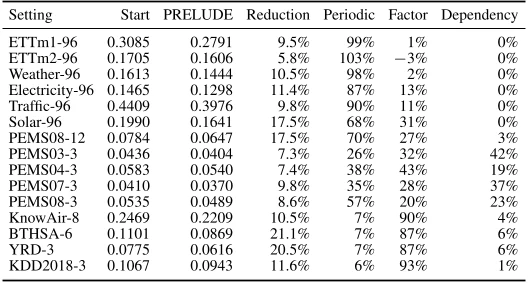 Setting Start PRELUDE Reduction Periodic Factor Dependency
ETTm1-96 0.3085 0.2791 9.5% 99% 1% 0%
ETTm2-96 0.1705 0.1606 5.8% 103% −3% 0%
Weather-96 0.1613 0.1444 10.5% 98% 2% 0%
Electricity-96 0.1465 0.1298 11.4% 87% 13% 0%
Traffic-96 0.4409 0.3976 9.8% 90% 11% 0%
Solar-96 0.1990 0.1641 17.5% 68% 31% 0%
PEMS08-12 0.0784 0.0647 17.5% 70% 27% 3%
PEMS03-3 0.0436 0.0404 7.3% 26% 32% 42%
PEMS04-3 0.0583 0.0540 7.4% 38% 43% 19%
PEMS07-3 0.0410 0.0370 9.8% 35% 28% 37%
PEMS08-3 0.0535 0.0489 8.6% 57% 20% 23%
KnowAir-8 0.2469 0.2209 10.5% 7% 90% 4%
BTHSA-6 0.1101 0.0869 21.1% 7% 87% 6%
YRD-3 0.0775 0.0616 20.5% 7% 87% 6%
KDD2018-3 0.1067 0.0943 11.6% 6% 93% 1%